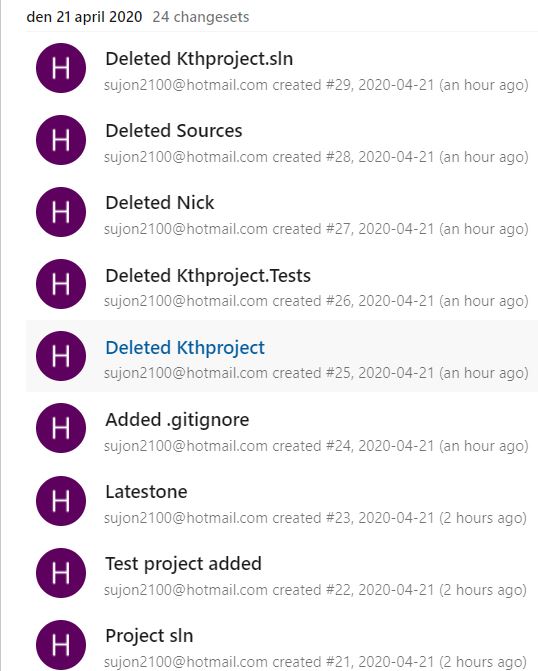 den 21 april 2020 24 changesets
H
Deleted Kthproject.sln
sujon2100@hotmail.com created #29, 2020-04-21 (an hour ago)
H
Deleted Sources
sujon2100@hotmail.com created #28, 2020-04-21 (an hour ago)
H
Deleted Nick
sujon2100@hotmail.com created #27, 2020-04-21 (an hour ago)
H
Deleted Kthproject.Tests
sujon2100@hotmail.com created #26, 2020-04-21 (an hour ago)
H
Deleted Kthproject
sujon2100@hotmail.com created #25, 2020-04-21 (an hour ago)
H
Added .gitignore
sujon2100@hotmail.com created #24, 2020-04-21 (an hour ago)
H
Latestone
sujon2100@hotmail.com created #23, 2020-04-21 (2 hours ago)
H
Test project added
sujon2100@hotmail.com created #22, 2020-04-21 (2 hours ago)
H
Project sln
sujon2100@hotmail.com created #21, 2020-04-21 (2 hours ago)